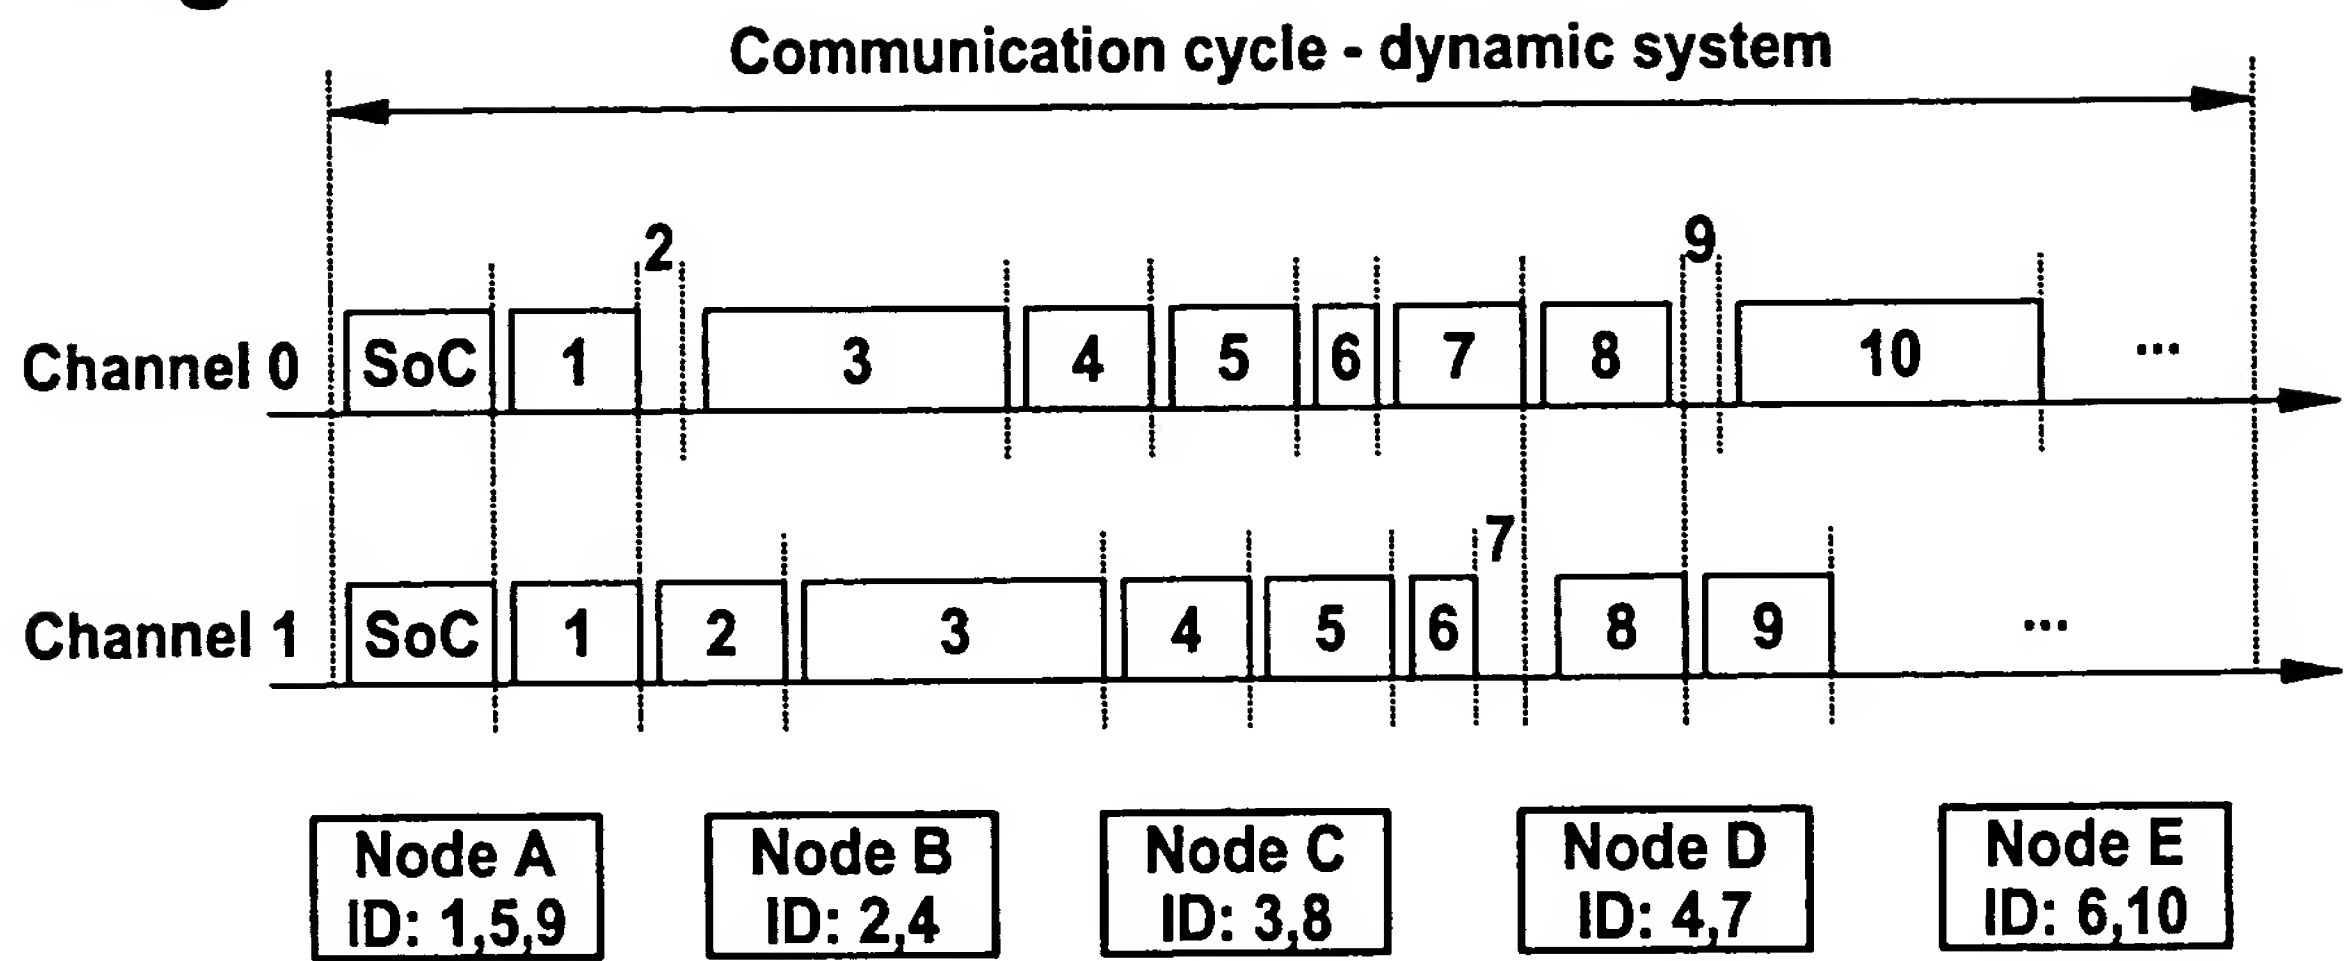 Communication cycle - dynamic system
2 9
Channel 0 SoC 1 3 4 5 6 7 8 10 ...
7
Channel 1 SoC 1 2 3 4 5 6 8 9 ...
Node A
ID: 1,5,9
Node B
ID: 2,4
Node C
ID: 3,8
Node D
ID: 4,7
Node E
ID: 6,10